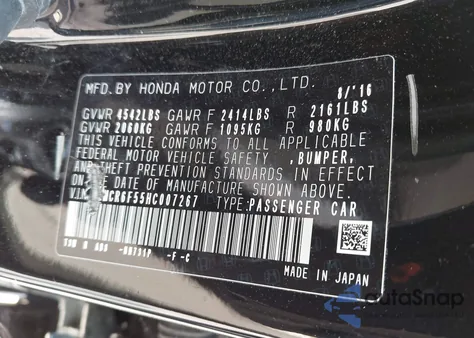 MFD.BY HONDA MOTOR CO.,LTD. 8/'16
GVWR 4542LBS GAWR F 2414LBS R 2161LBS
GVWR 2060KG GAWR F 1095KG R 980KG
THIS VEHICLE CONFORMS TO ALL APPLICABLE
FEDERAL MOTOR VEHICLE SAFETY ,BUMPER,
AND THEFT PREVENTION STANDARDS IN EFFECT
ON THE DATE OF MANUFACTURE SHOWN ABOVE.
CR6F55HC007267 TYPE:PASSENGER CAR
-F -C
MADE IN JAPAN
autoSnap